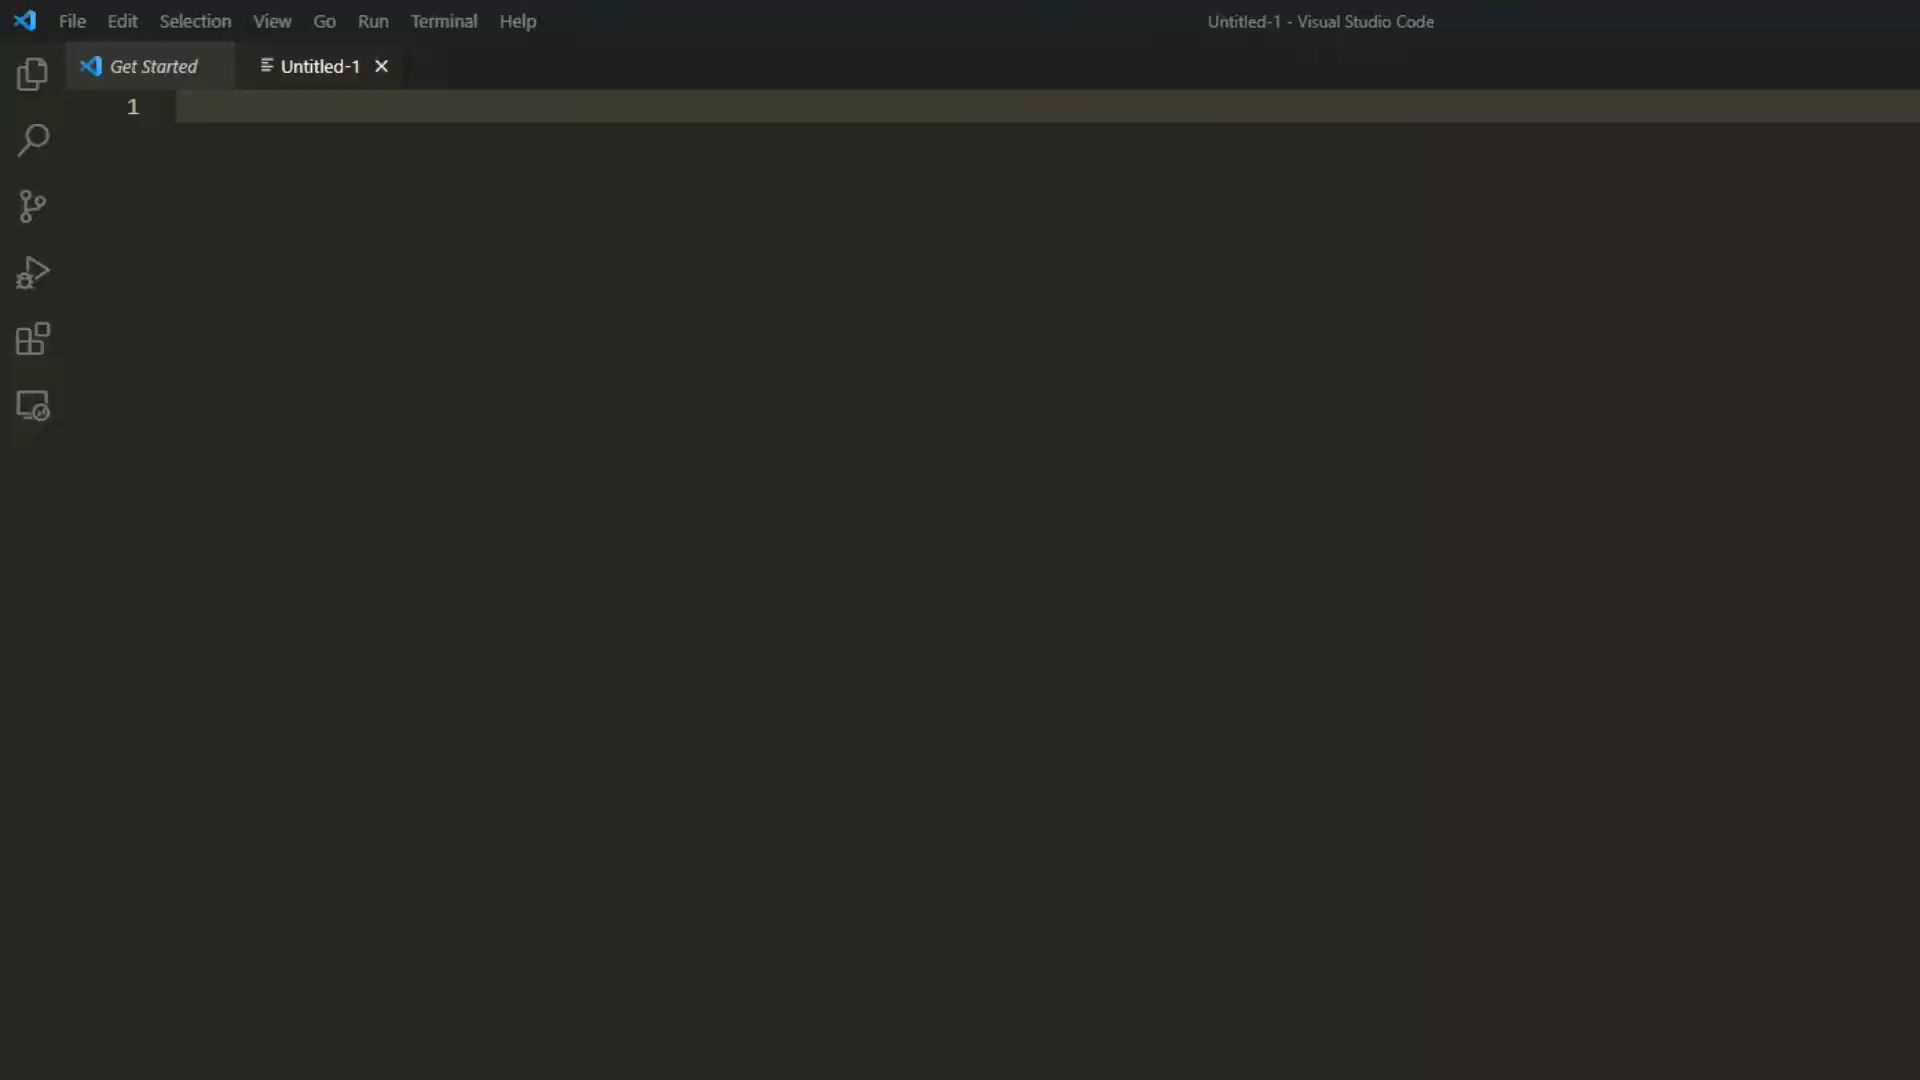 File Edit Selection View Go Run Terminal Help Untitled-1 - Visual Studio Code
Get Started Untitled-1
1